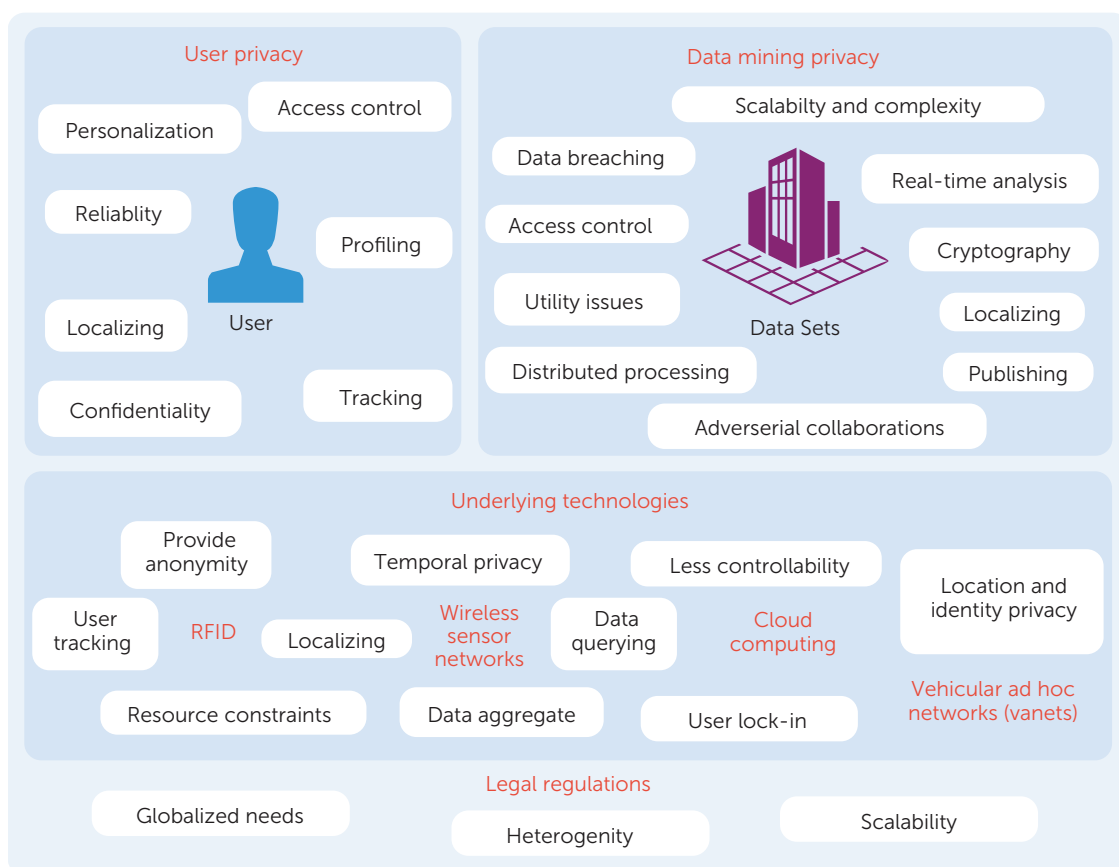 User privacy
Access control
Personalization
Reliablity
Profiling
User
Localizing
Tracking
Confidentiality
Data mining privacy
Scalabilty and complexity
Data breaching
Real-time analysis
Access control
Cryptography
Utility issues
Localizing
Data Sets
Distributed processing
Publishing
Adverserial collaborations
Underlying technologies
Provide
anonymity
Temporal privacy
Less controllability
Location and
identity privacy
User
tracking
RFID
Localizing
Wireless
sensor
networks
Data
querying
Cloud
computing
Vehicular ad hoc
networks (vanets)
Resource constraints
Data aggregate
User lock-in
Legal regulations
Globalized needs
Heterogenity
Scalability